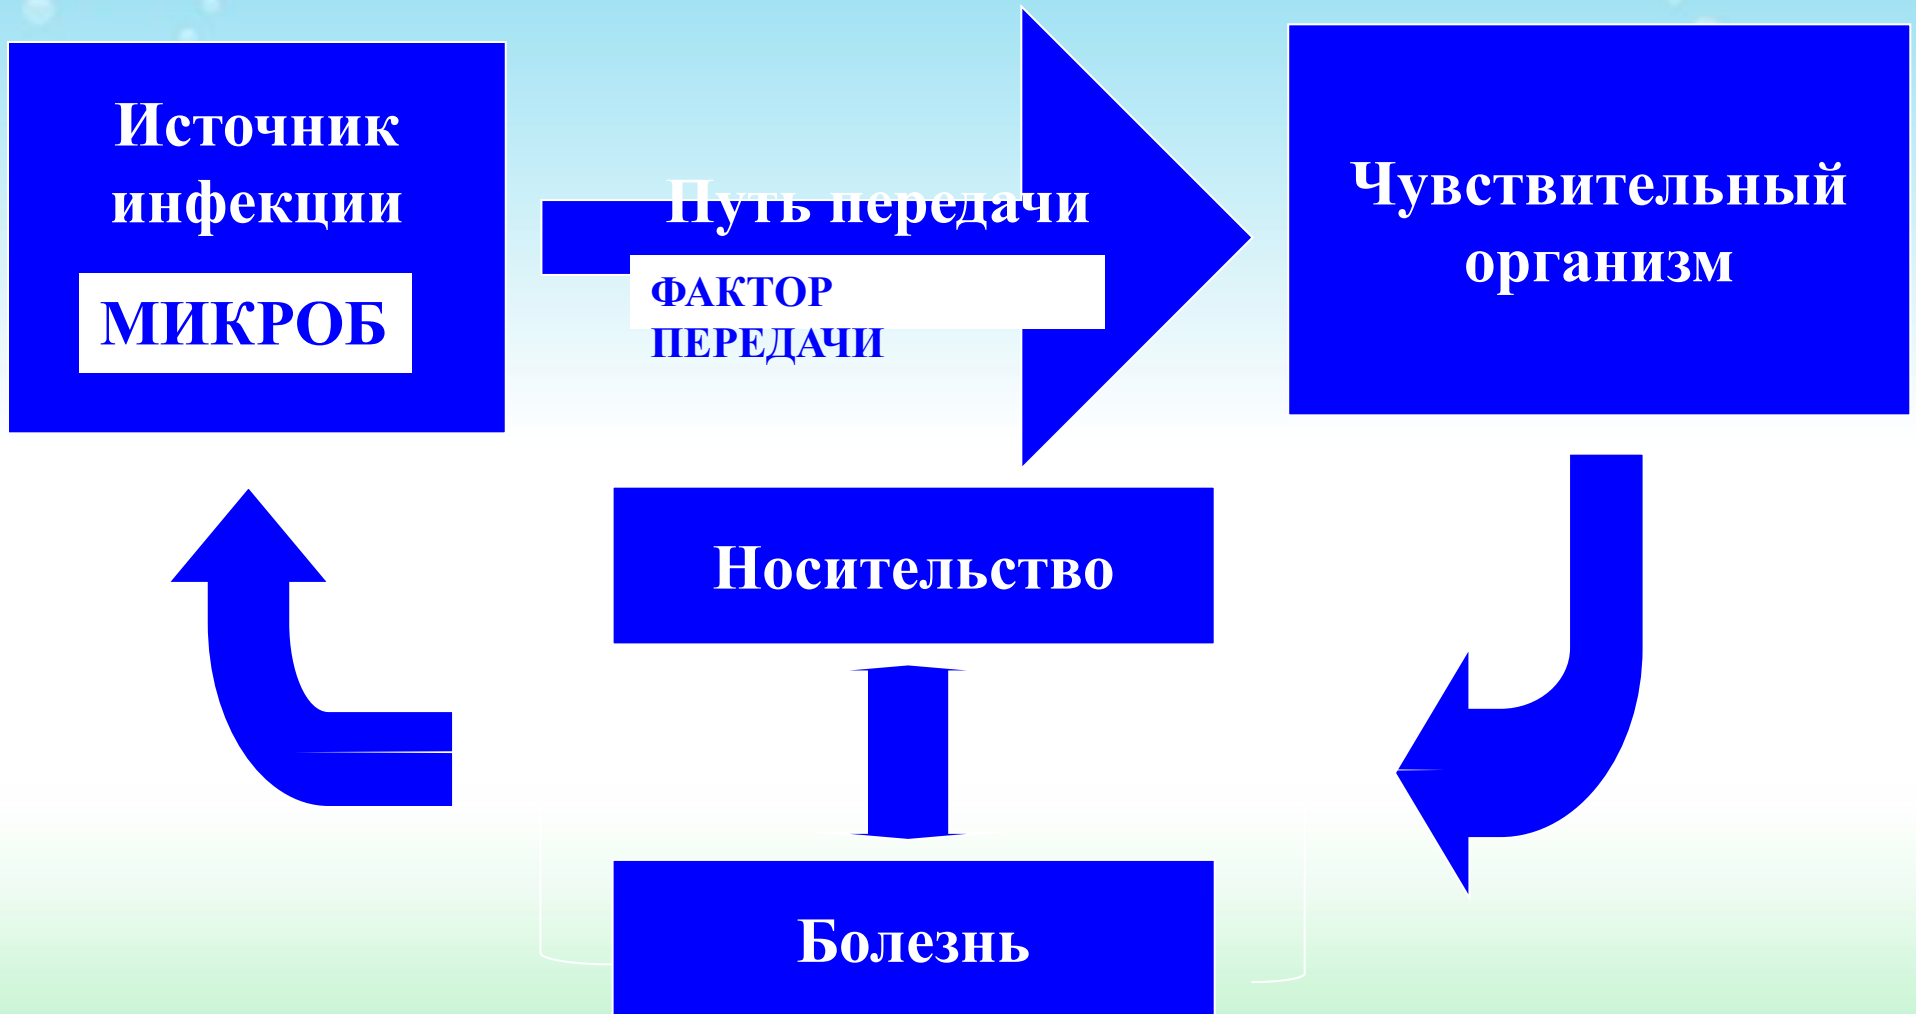 Источник
инфекции
МИКРОБ
Путь передачи
ФАКТОР
ПЕРЕДАЧИ
Чувствительный
организм
Носительство
Болезнь